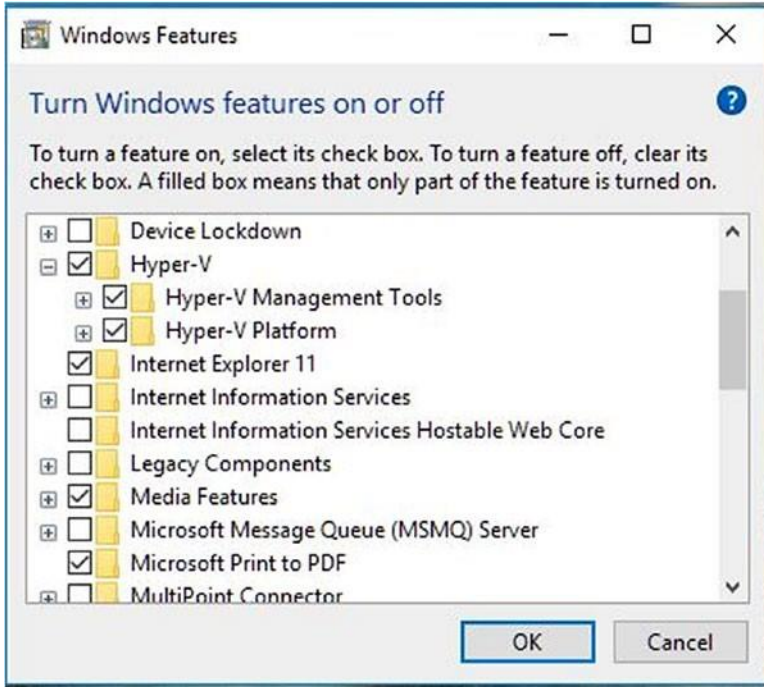 Windows Features
Turn Windows features on or off
To turn a feature on, select its check box. To turn a feature off, clear its
check box. A filled box means that only part of the feature is turned on.
Device Lockdown
Hyper-V
Hyper-V Management Tools
Hyper-V Platform
Internet Explorer 11
Internet Information Services
Internet Information Services Hostable Web Core
Legacy Components
Media Features
Microsoft Message Queue (MSMQ) Server
Microsoft Print to PDF
MultiPoint Connector
OK
Cancel